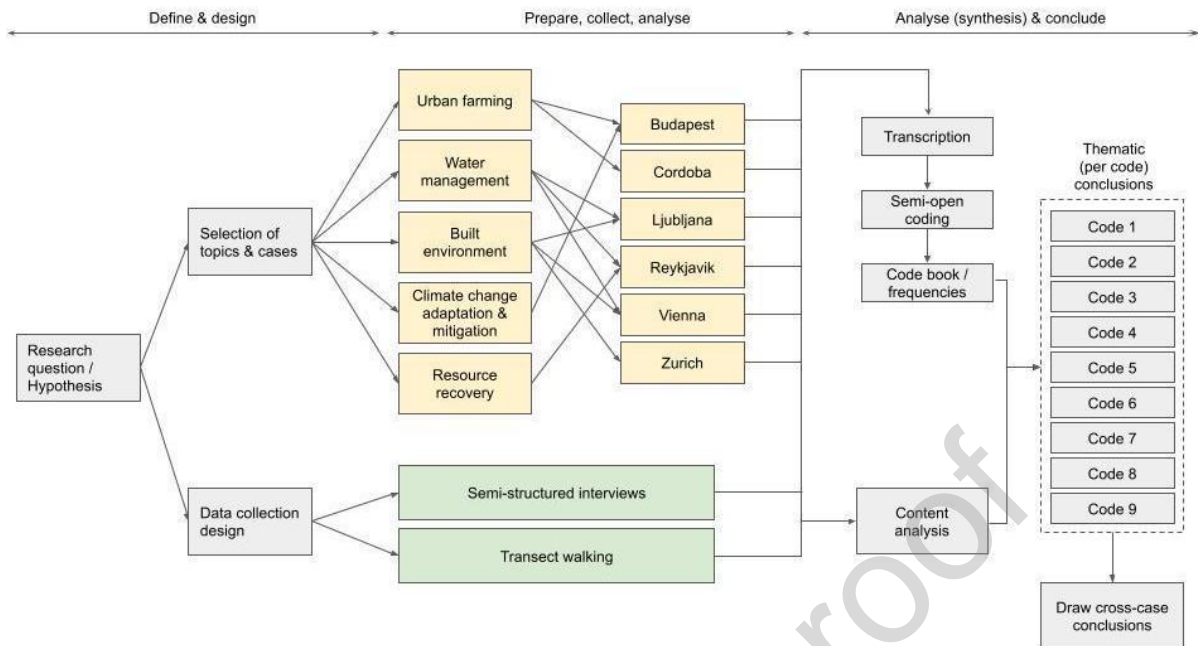 Define & design
Prepare, collect, analyse
Analyse (synthesis) & conclude
Research
question /
Hypothesis
Selection of
topics & cases
Data collection
design
Urban farming
Water
management
Built
environment
Climate change
adaptation &
mitigation
Resource
recovery
Budapest
Cordoba
Ljubljana
Reykjavik
Vienna
Zurich
Semi-structured interviews
Transect walking
Transcription
Semi-open
coding
Code book /
frequencies
Content
analysis
Thematic
(per code)
conclusions
Code 1
Code 2
Code 3
Code 4
Code 5
Code 6
Code 7
Code 8
Code 9
Draw cross-case
conclusions
roof